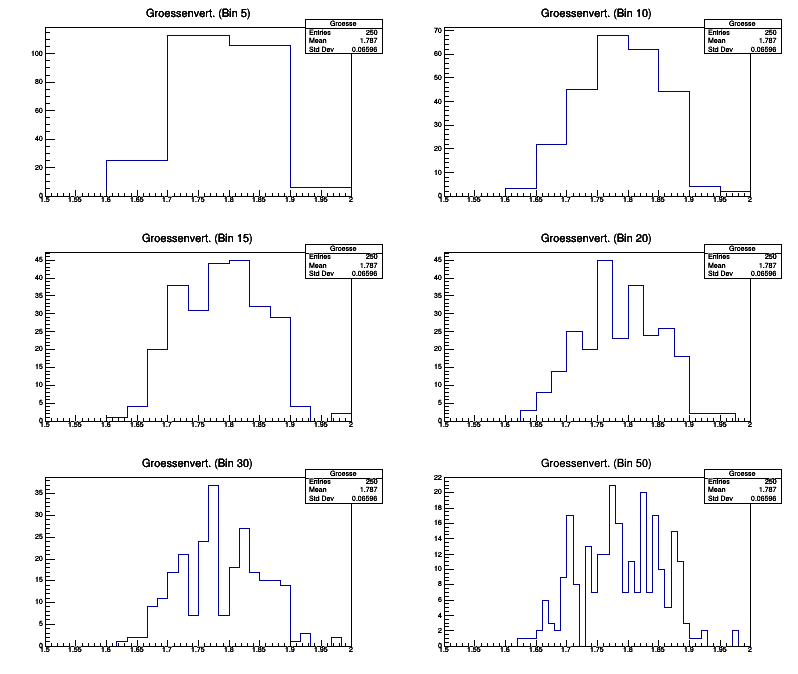 Groessenvert. (Bin 5)
Groesse
Entries 250
Mean 1.787
Std Dev 0.06596
100
80
60
40
20
0
1.5 1.55 1.6 1.65 1.7 1.75 1.8 1.85 1.9 1.95 2
Groessenvert. (Bin 10)
Groesse
Entries 250
Mean 1.787
Std Dev 0.06596
70
60
50
40
30
20
10
0
1.5 1.55 1.6 1.65 1.7 1.75 1.8 1.85 1.9 1.95 2
Groessenvert. (Bin 15)
Groesse
Entries 250
Mean 1.787
Std Dev 0.06596
45
40
35
30
25
20
15
10
5
0
1.5 1.55 1.6 1.65 1.7 1.75 1.8 1.85 1.9 1.95 2
Groessenvert. (Bin 20)
Groesse
Entries 250
Mean 1.787
Std Dev 0.06596
45
40
35
30
25
20
15
10
5
0
1.5 1.55 1.6 1.65 1.7 1.75 1.8 1.85 1.9 1.95 2
Groessenvert. (Bin 30)
Groesse
Entries 250
Mean 1.787
Std Dev 0.06596
35
30
25
20
15
10
5
0
1.5 1.55 1.6 1.65 1.7 1.75 1.8 1.85 1.9 1.95 2
Groessenvert. (Bin 50)
Groesse
Entries 250
Mean 1.787
Std Dev 0.06596
22
20
18
16
14
12
10
8
6
4
2
0
1.5 1.55 1.6 1.65 1.7 1.75 1.8 1.85 1.9 1.95 2